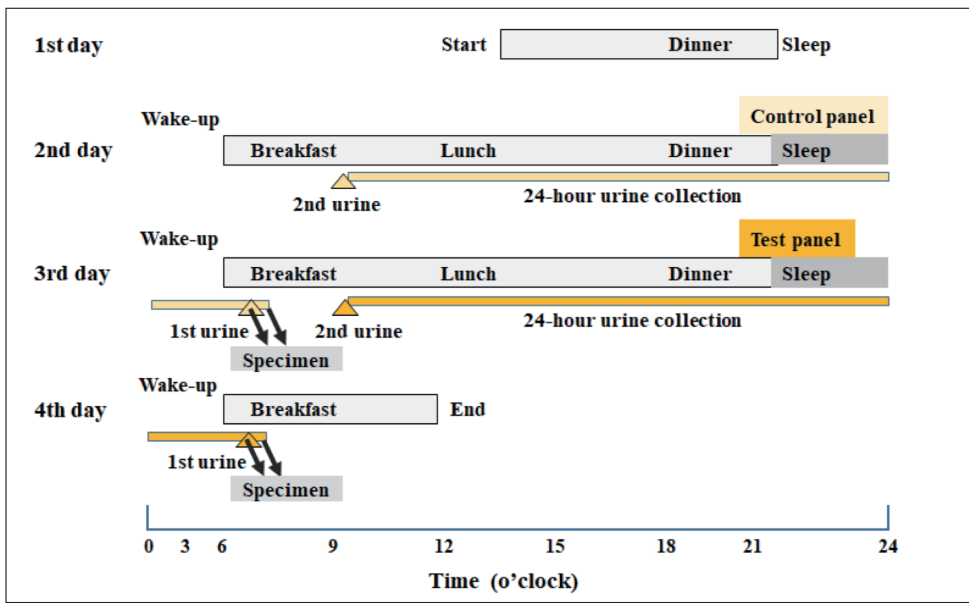 1st day Start Dinner Sleep
Wake-up Control panel
2nd day Breakfast Lunch Dinner Sleep
2nd urine 24-hour urine collection
Wake-up Test panel
3rd day Breakfast Lunch Dinner Sleep
1st urine 2nd urine 24-hour urine collection
Specimen
Wake-up
4th day Breakfast End
1st urine
Specimen
0 3 6 9 12 15 18 21 24
Time (o’clock)